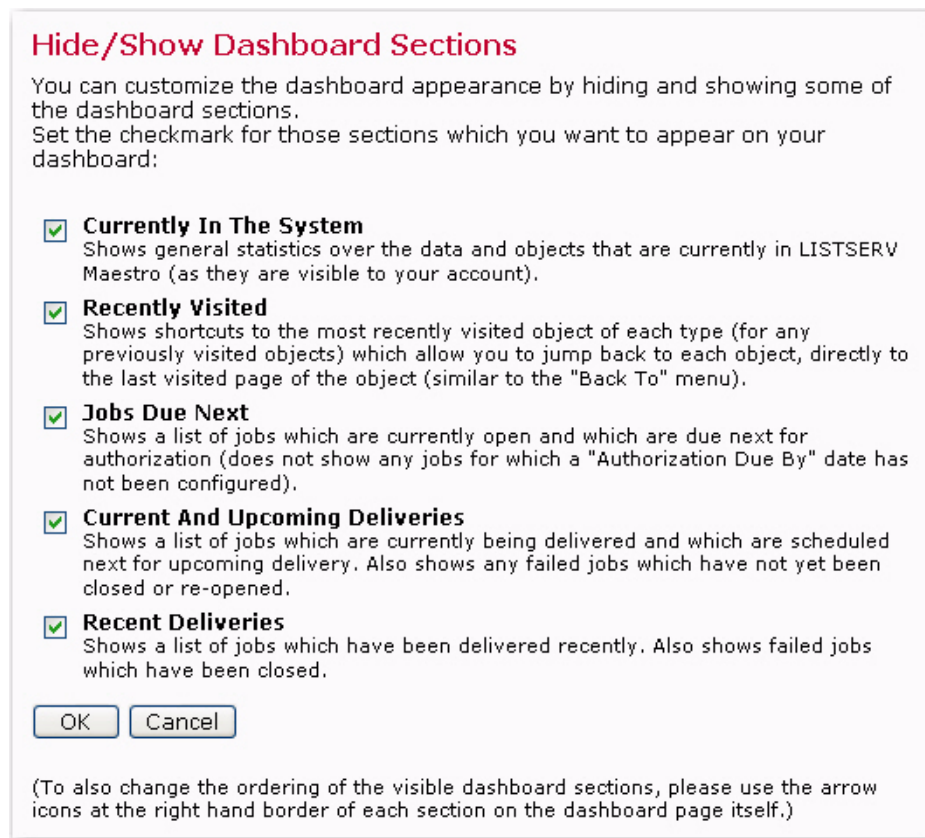 Hide/Show Dashboard Sections
You can customize the dashboard appearance by hiding and showing some of
the dashboard sections.
Set the checkmark for those sections which you want to appear on your
dashboard:
Currently In The System
Shows general statistics over the data and objects that are currently in LISTSERV
Maestro (as they are visible to your account).
Recently Visited
Shows shortcuts to the most recently visited object of each type (for any
previously visited objects) which allow you to jump back to each object, directly to
the last visited page of the object (similar to the "Back To" menu).
Jobs Due Next
Shows a list of jobs which are currently open and which are due next for
authorization (does not show any jobs for which a "Authorization Due By" date has
not been configured).
Current And Upcoming Deliveries
Shows a list of jobs which are currently being delivered and which are scheduled
next for upcoming delivery. Also shows any failed jobs which have not yet been
closed or re-opened.
Recent Deliveries
Shows a list of jobs which have been delivered recently. Also shows failed jobs
which have been closed.
OK Cancel
(To also change the ordering of the visible dashboard sections, please use the arrow
icons at the right hand border of each section on the dashboard page itself.)